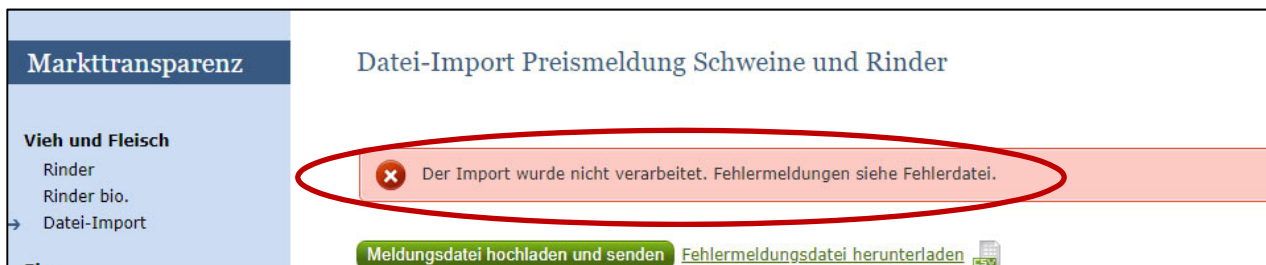 Markttransparenz
Datei-Import Preismeldung Schweine und Rinder
Vieh und Fleisch
Rinder
Rinder bio.
Datei-Import
Der Import wurde nicht verarbeitet. Fehlermeldungen siehe Fehlerdatei.
Meldungsdatei hochladen und senden Fehlermeldungsdatei herunterladen